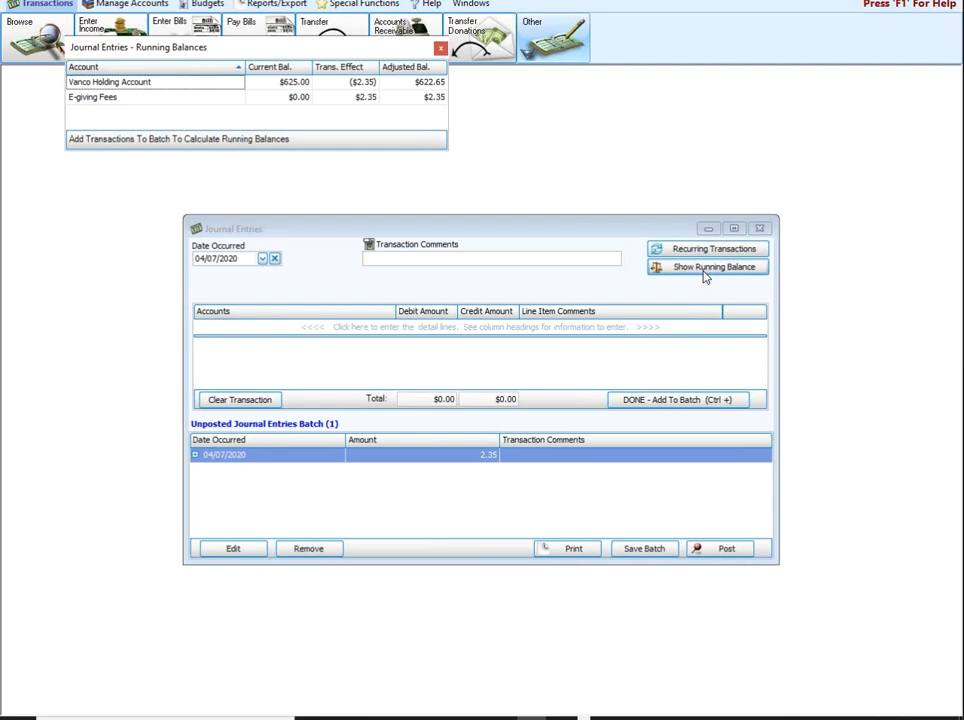 Transactions Manage Accounts Budgets Reports/Export Special Functions Help Windows Press 'F1' For Help
Browse Enter Income Enter Bills Pay Bills Transfer Accounts Receivable Transfer Donations Other
Journal Entries - Running Balances
Account Current Bal. Trans. Effect Adjusted Bal.
Vanco Holding Account $625.00 ($2.35) $622.65
E-giving Fees $0.00 $2.35 $2.35
Add Transactions To Batch To Calculate Running Balances
Journal Entries
Date Occurred Transaction Comments Recurring Transactions
04/07/2020 Show Running Balance
Accounts Debit Amount Credit Amount Line Item Comments
<<<< Click here to enter the detail lines. See column headings for information to enter. >>>>
Clear Transaction Total: $0.00 $0.00 DONE - Add To Batch (Ctrl +)
Unposted Journal Entries Batch (1)
Date Occurred Amount Transaction Comments
04/07/2020 2.35
Edit Remove Print Save Batch Post